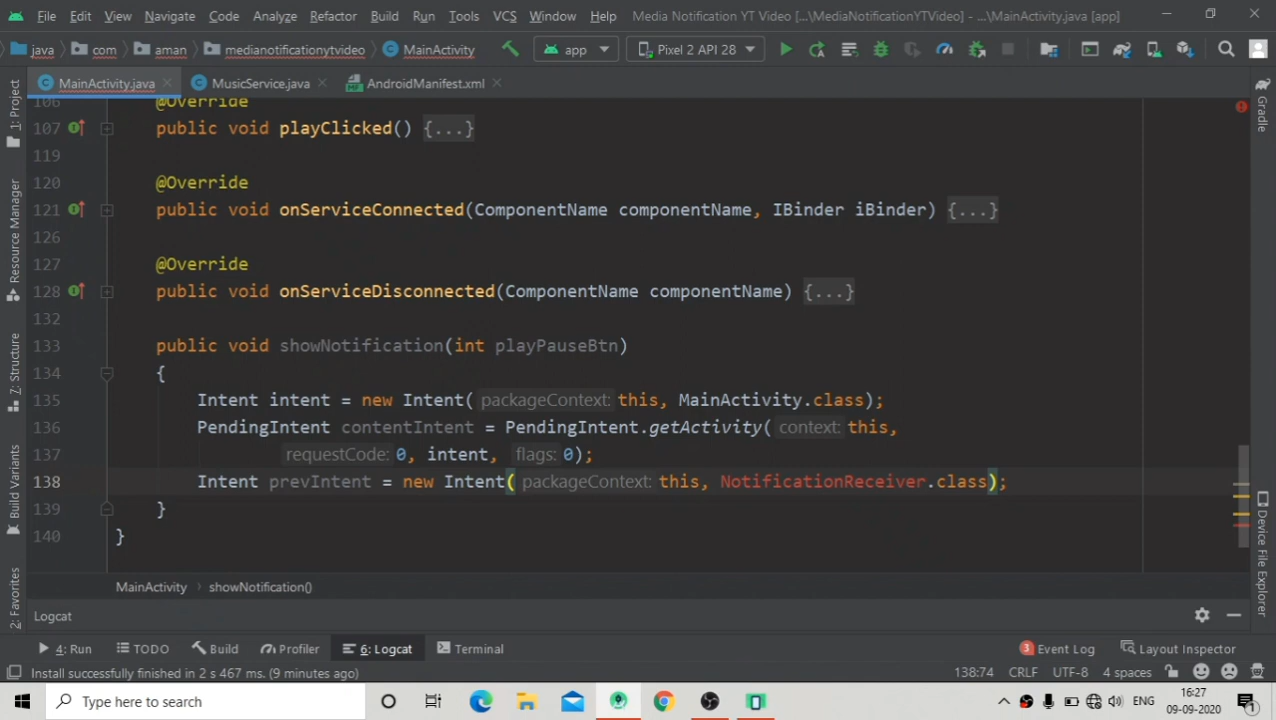 File Edit View Navigate Code Analyze Refactor Build Run Tools VCS Window Help Media Notification YT Video [...\MediaNotificationYTVideo] - ...\MainActivity.java [app]
java com aman medianotificationytvideo MainActivity app Pixel 2 API 28
MainActivity.java MusicService.java AndroidManifest.xml
106 @Override
107 public void playClicked() {...}
119
120 @Override
121 public void onServiceConnected(ComponentName componentName, IBinder iBinder) {...}
126
127 @Override
128 public void onServiceDisconnected(ComponentName componentName) {...}
132
133 public void showNotification(int playPauseBtn)
134 {
135 Intent intent = new Intent( packageContext: this, MainActivity.class);
136 PendingIntent contentIntent = PendingIntent.getActivity( context: this,
137 requestCode: 0, intent, flags: 0);
138 Intent prevIntent = new Intent( packageContext: this, NotificationReceiver.class);
139 }
140 }
1: Project
Resource Manager
7: Structure
Build Variants
2: Favorites
Gradle
Device File Explorer
MainActivity showNotification()
Logcat
4: Run TODO Build Profiler 6: Logcat Terminal 3 Event Log Layout Inspector
Install successfully finished in 2 s 467 ms. (9 minutes ago) 138:74 CRLF UTF-8 4 spaces
Type here to search ENG 16:27
09-09-2020 1